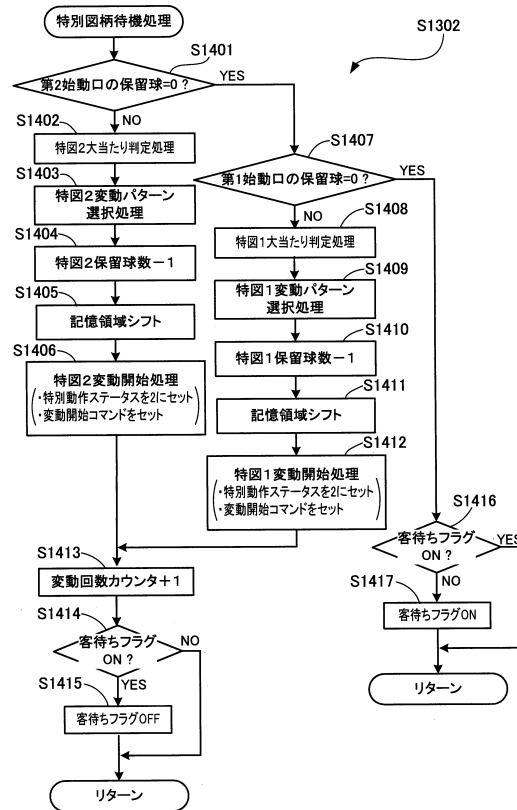 特別図柄待機処理
S1302
S1401
第2始動口の保留球=0？
YES
NO
S1402
特図2大当たり判定処理
S1403
特図2変動パターン
選択処理
S1404
特図2保留球数－1
S1405
記憶領域シフト
S1406
特図2変動開始処理
・特別動作ステータスを2にセット
・変動開始コマンドをセット
S1407
第1始動口の保留球=0？
YES
NO
S1408
特図1大当たり判定処理
S1409
特図1変動パターン
選択処理
S1410
特図1保留球数－1
S1411
記憶領域シフト
S1412
特図1変動開始処理
・特別動作ステータスを2にセット
・変動開始コマンドをセット
S1413
変動回数カウンタ＋1
S1414
客待ちフラグ
ON？
NO
YES
S1415
客待ちフラグOFF
リターン
S1416
客待ちフラグ
ON？
YES
NO
S1417
客待ちフラグON
リターン